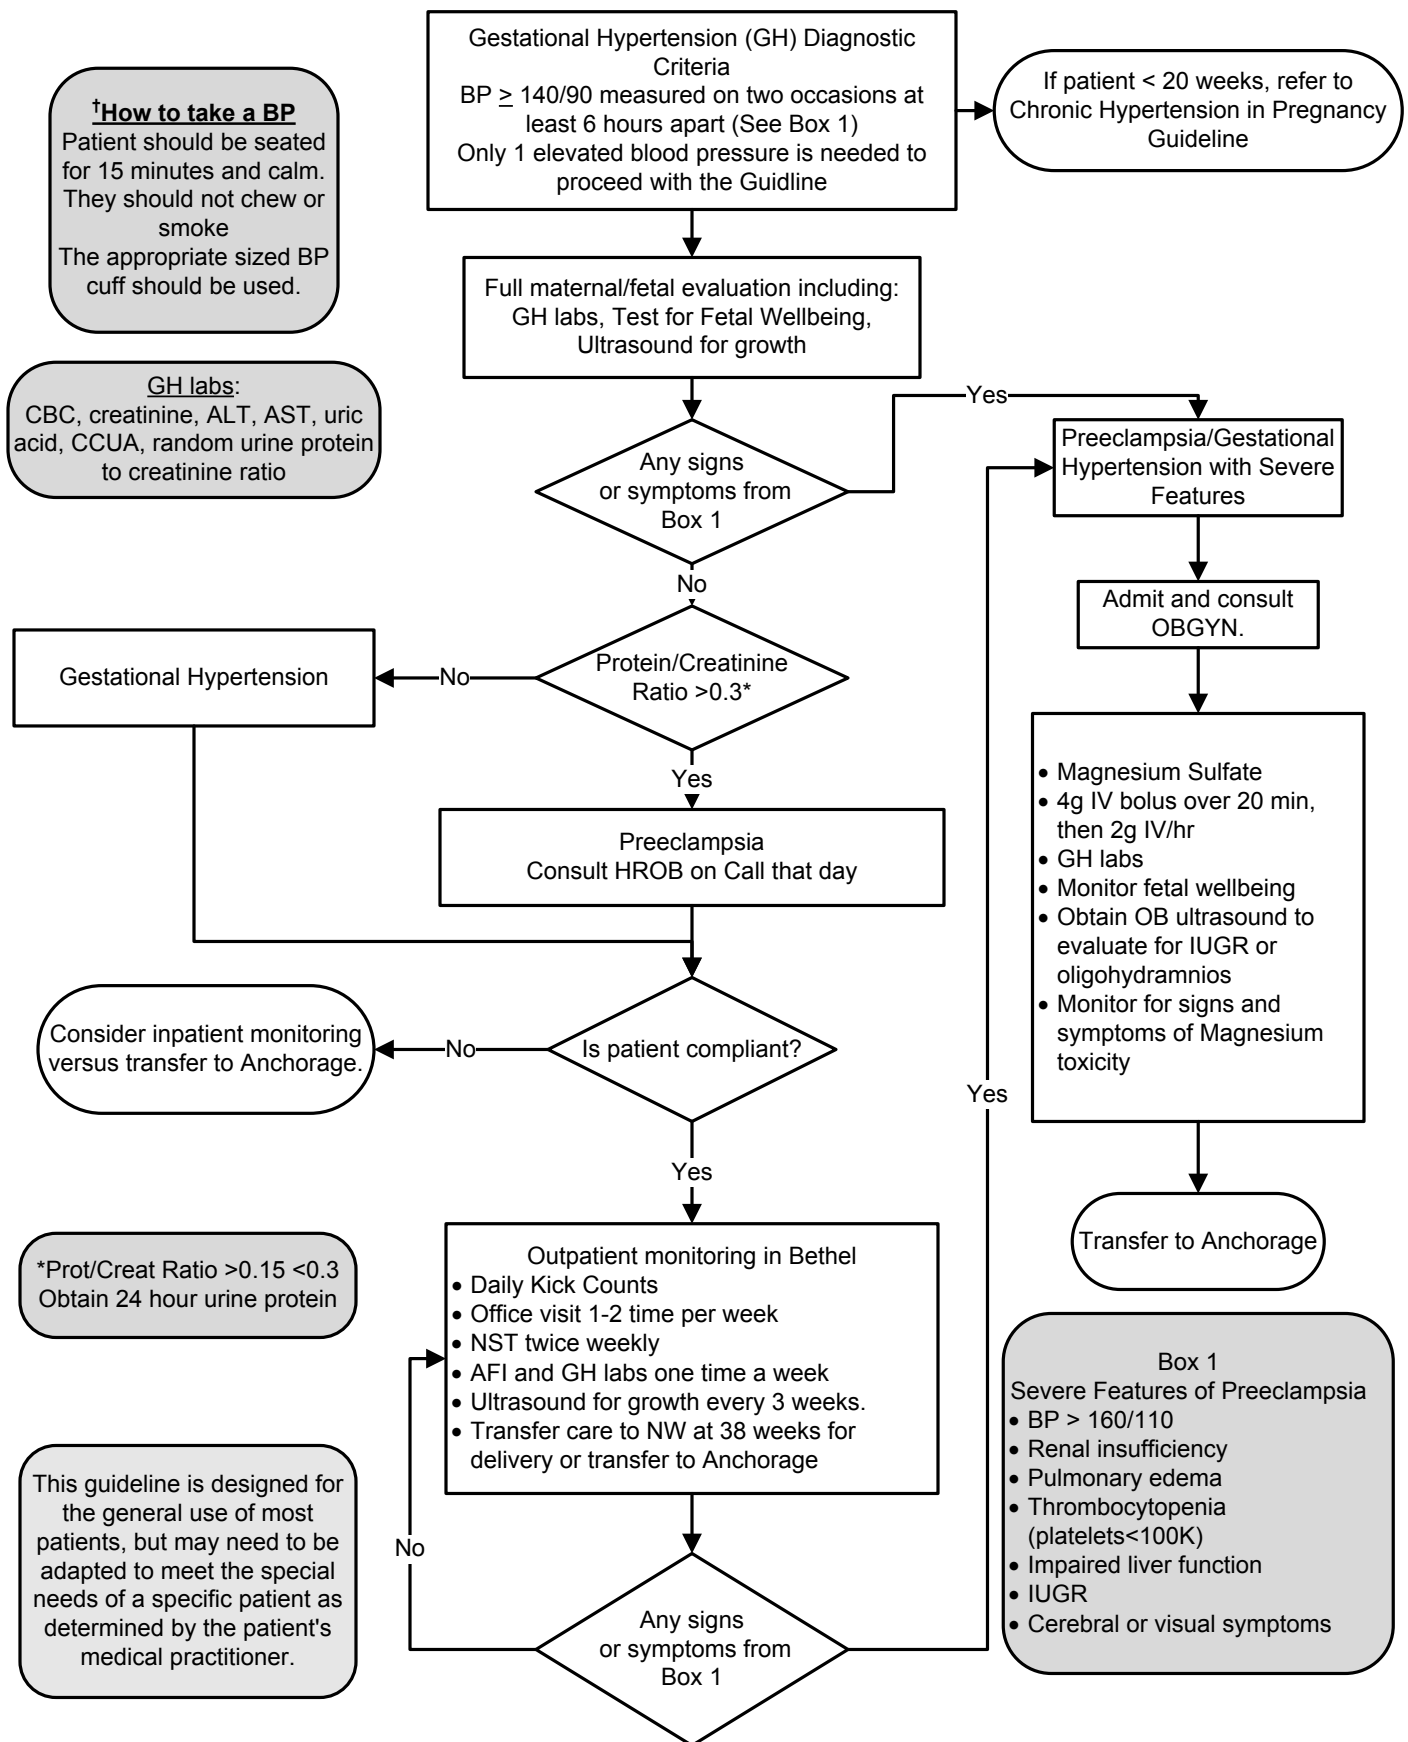 Gestational Hypertension (GH) Diagnostic
Criteria
BP ≥ 140/90 measured on two occasions at
least 6 hours apart (See Box 1)
Only 1 elevated blood pressure is needed to
proceed with the Guidline
If patient < 20 weeks, refer to
Chronic Hypertension in Pregnancy
Guideline
†How to take a BP
Patient should be seated
for 15 minutes and calm.
They should not chew or
smoke
The appropriate sized BP
cuff should be used.
Full maternal/fetal evaluation including:
GH labs, Test for Fetal Wellbeing,
Ultrasound for growth
GH labs:
CBC, creatinine, ALT, AST, uric
acid, CCUA, random urine protein
to creatinine ratio
Any signs
or symptoms from
Box 1
Yes
Preeclampsia/Gestational
Hypertension with Severe
Features
No
Admit and consult
OBGYN.
Protein/Creatinine
Ratio >0.3*
No
Gestational Hypertension
Yes
Preeclampsia
Consult HROB on Call that day
• Magnesium Sulfate
• 4g IV bolus over 20 min,
then 2g IV/hr
• GH labs
• Monitor fetal wellbeing
• Obtain OB ultrasound to
evaluate for IUGR or
oligohydramnios
• Monitor for signs and
symptoms of Magnesium
toxicity
Is patient compliant?
No
Consider inpatient monitoring
versus transfer to Anchorage.
Yes
Yes
Transfer to Anchorage
Outpatient monitoring in Bethel
• Daily Kick Counts
• Office visit 1-2 time per week
• NST twice weekly
• AFI and GH labs one time a week
• Ultrasound for growth every 3 weeks.
• Transfer care to NW at 38 weeks for
delivery or transfer to Anchorage
*Prot/Creat Ratio >0.15 <0.3
Obtain 24 hour urine protein
Box 1
Severe Features of Preeclampsia
• BP > 160/110
• Renal insufficiency
• Pulmonary edema
• Thrombocytopenia
(platelets<100K)
• Impaired liver function
• IUGR
• Cerebral or visual symptoms
This guideline is designed for
the general use of most
patients, but may need to be
adapted to meet the special
needs of a specific patient as
determined by the patient's
medical practitioner.
No
Any signs
or symptoms from
Box 1